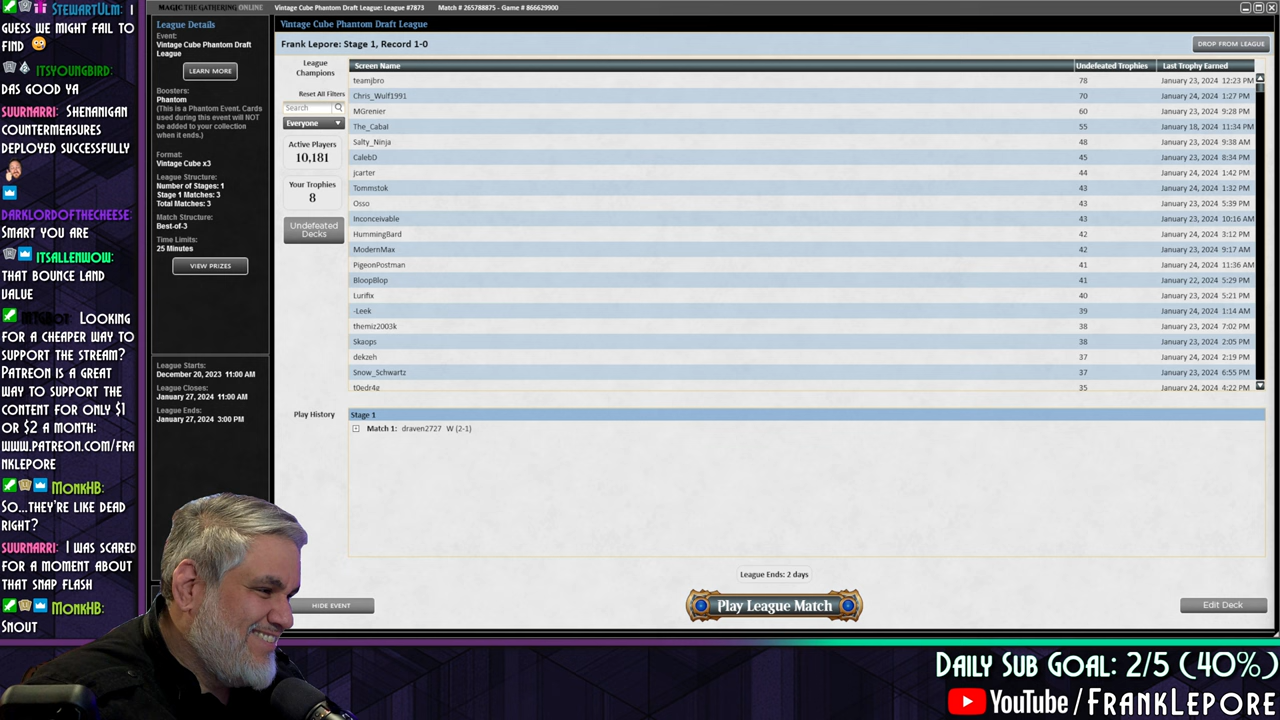 StewartUlm: I
guess we might fail to
find
itsyoungbird:
das good ya
suurnarri: Shenanigan
countermeasures
deployed successfully
darklordofthecheese:
Smart you are
itsallenwow:
that bounce land
value
Looking
for a cheaper way to
support the stream?
Patreon is a great
way to support the
content for only $1
or $2 a month:
www.patreon.com/fra
nklepore
MonkHB:
So...they're like dead
right?
suurnarri: I was scared
for a moment about
that snap flash
MonkHB:
Snout
MAGIC THE GATHERING ONLINE
Vintage Cube Phantom Draft League: League #7873 Match # 265788875 - Game # 866629900
League Details
Event:
Vintage Cube Phantom Draft
League
LEARN MORE
Boosters:
Phantom
(This is a Phantom Event. Cards
used during this event will NOT
be added to your collection
when it ends.)
Format:
Vintage Cube x3
League Structure:
Number of Stages: 1
Stage 1 Matches: 3
Total Matches: 3
Match Structure:
Best-of-3
Time Limits:
25 Minutes
VIEW PRIZES
League Starts:
December 20, 2023 11:00 AM
League Closes:
January 27, 2024 11:00 AM
League Ends:
January 27, 2024 3:00 PM
Vintage Cube Phantom Draft League
Frank Lepore: Stage 1, Record 1-0
DROP FROM LEAGUE
League
Champions
Reset All Filters
Search
Everyone
Active Players
10,181
Your Trophies
8
Undefeated
Decks
Screen Name Undefeated Trophies Last Trophy Earned
teamjbro 78 January 23, 2024 12:23 PM
Chris_Wulf1991 70 January 24, 2024 1:27 PM
MGrenier 60 January 23, 2024 9:28 PM
The_Cabal 55 January 18, 2024 11:34 PM
Salty_Ninja 48 January 23, 2024 9:38 AM
CalebD 45 January 23, 2024 8:34 PM
jcarter 44 January 24, 2024 1:42 PM
Tommstok 43 January 24, 2024 1:32 PM
Osso 43 January 23, 2024 5:39 PM
Inconceivable 43 January 23, 2024 10:16 AM
HummingBard 42 January 24, 2024 3:12 PM
ModernMax 42 January 23, 2024 9:17 AM
PigeonPostman 41 January 24, 2024 11:36 AM
BloopBlop 41 January 22, 2024 5:29 PM
Lurifix 40 January 23, 2024 5:21 PM
-Leek 39 January 24, 2024 1:14 AM
themiz2003k 38 January 23, 2024 7:02 PM
Skaops 38 January 23, 2024 2:05 PM
dekzeh 37 January 24, 2024 2:19 PM
Snow_Schwartz 37 January 23, 2024 6:55 PM
t0edr4g 35 January 24, 2024 4:22 PM
Play History
Stage 1
Match 1: draven2727 W (2-1)
League Ends: 2 days
HIDE EVENT
Play League Match
Edit Deck
Daily Sub Goal: 2/5 (40%)
YouTube/FrankLepore